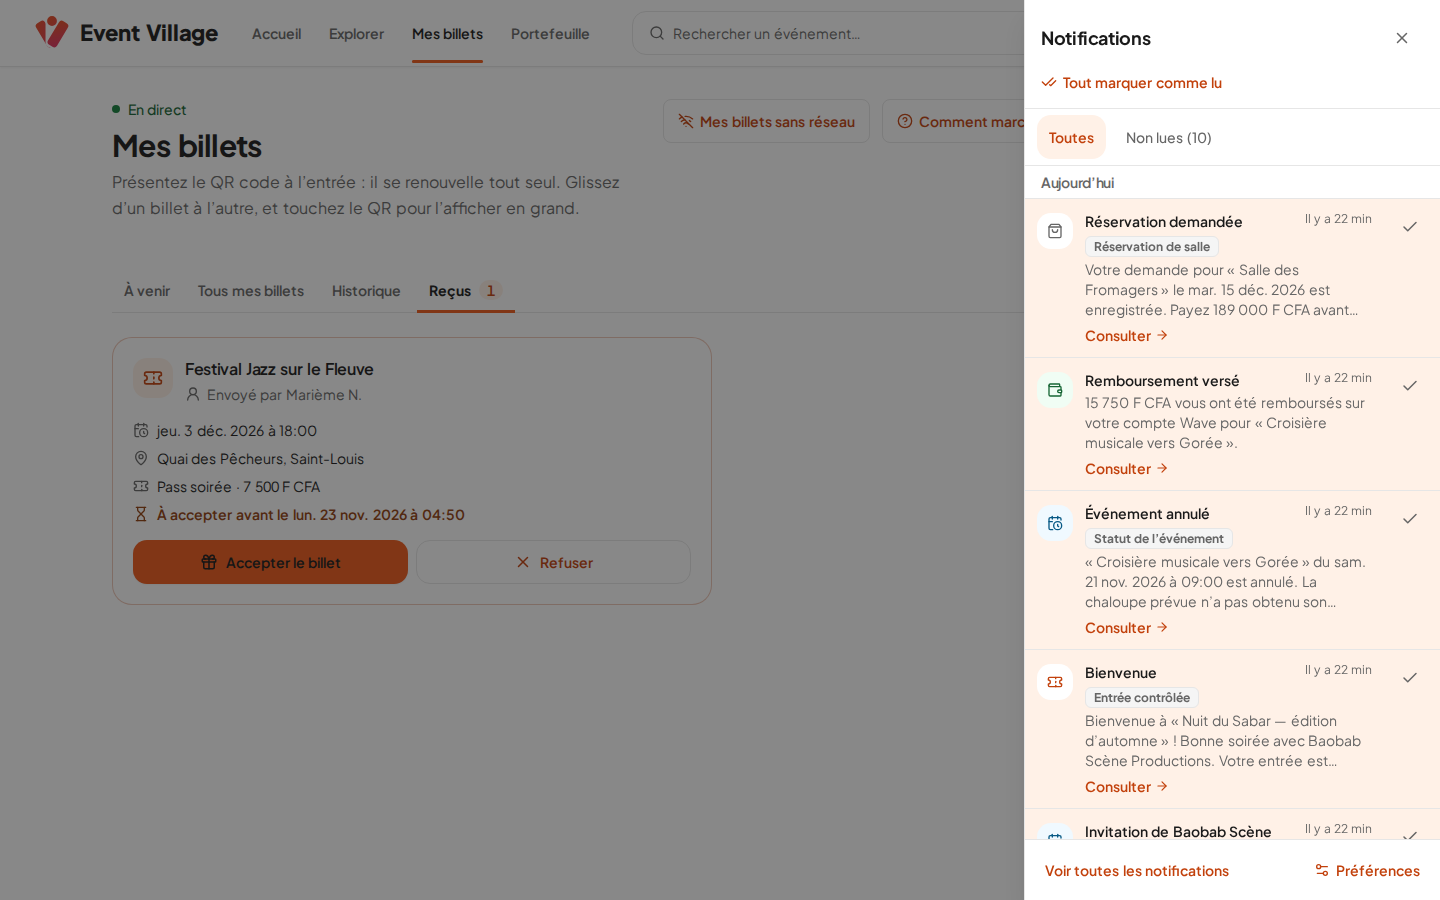 Event Village
Accueil
Explorer
Mes billets
Portefeuille
Rechercher un événement...
En direct
Mes billets
Présentez le QR code à l'entrée : il se renouvelle tout seul. Glissez
d'un billet à l'autre, et touchez le QR pour l'afficher en grand.
Mes billets sans réseau
Comment marc
À venir
Tous mes billets
Historique
Reçus 1
Festival Jazz sur le Fleuve
Envoyé par Marième N.
jeu. 3 déc. 2026 à 18:00
Quai des Pêcheurs, Saint-Louis
Pass soirée · 7 500 F CFA
À accepter avant le lun. 23 nov. 2026 à 04:50
Accepter le billet
Refuser
Notifications
Tout marquer comme lu
Toutes
Non lues (10)
Aujourd'hui
Réservation demandée
Il y a 22 min
Réservation de salle
Votre demande pour « Salle des
Fromagers » le mar. 15 déc. 2026 est
enregistrée. Payez 189 000 F CFA avant...
Consulter
Remboursement versé
Il y a 22 min
15 750 F CFA vous ont été remboursés sur
votre compte Wave pour « Croisière
musicale vers Gorée ».
Consulter
Événement annulé
Il y a 22 min
Statut de l'événement
« Croisière musicale vers Gorée » du sam.
21 nov. 2026 à 09:00 est annulé. La
chaloupe prévue n'a pas obtenu son...
Consulter
Bienvenue
Il y a 22 min
Entrée contrôlée
Bienvenue à « Nuit du Sabar — édition
d'automne » ! Bonne soirée avec Baobab
Scène Productions. Votre entrée est...
Consulter
Invitation de Baobab Scène
Il y a 22 min
Voir toutes les notifications
Préférences